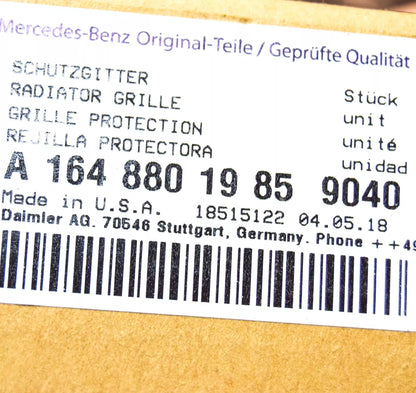 Mercedes-Benz Original-Teile / Geprüfte Qualität
SCHUTZGITTER
RADIATOR GRILLE Stück
GRILLE PROTECTION unit
REJILLA PROTECTORA unité
unidad
A 164 880 19 85 9040
Made in U.S.A. 18515122 04.05.18
Daimler AG. 70546 Stuttgart, Germany. Phone ++49